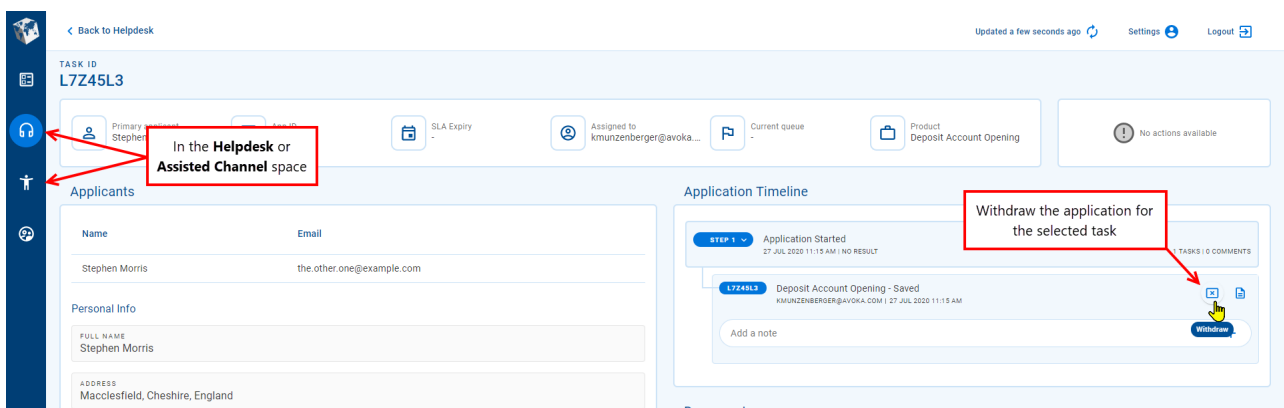 Back to Helpdesk
Updated a few seconds ago
Settings
Logout
TASK ID
L7Z45L3
Primary applicant
Stephen
App ID
SLA Expiry
-
Assigned to
kmunzenberger@avoka....
Current queue
-
Product
Deposit Account Opening
No actions available
In the Helpdesk or
Assisted Channel space
Applicants
Name
Email
Stephen Morris
the.other.one@example.com
Personal Info
FULL NAME
Stephen Morris
ADDRESS
Macclesfield, Cheshire, England
Application Timeline
Withdraw the application for
the selected task
STEP 1
Application Started
27 JUL 2020 11:15 AM | NO RESULT
1 TASKS | 0 COMMENTS
L7Z45L3
Deposit Account Opening - Saved
KMUNZENBERGER@AVOKA.COM | 27 JUL 2020 11:15 AM
Add a note
Withdraw